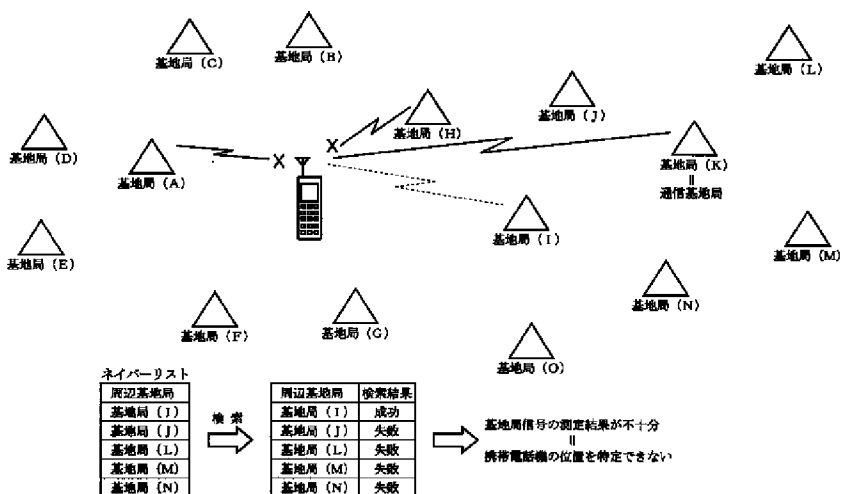 基地局（C）
基地局（B）
基地局（L）
基地局（H）
基地局（J）
基地局（D）
基地局（A）
X
X
基地局（K）
||
通信基地局
基地局（I）
基地局（E）
基地局（M）
基地局（N）
基地局（F）
基地局（G）
基地局（O）
ネイバーリスト
周辺基地局
基地局（I）
基地局（J）
基地局（L）
基地局（M）
基地局（N）
検索
周辺基地局 検索結果
基地局（I） 成功
基地局（J） 失敗
基地局（L） 失敗
基地局（M） 失敗
基地局（N） 失敗
基地局信号の測定結果が不十分
||
携帯電話機の位置を特定できない